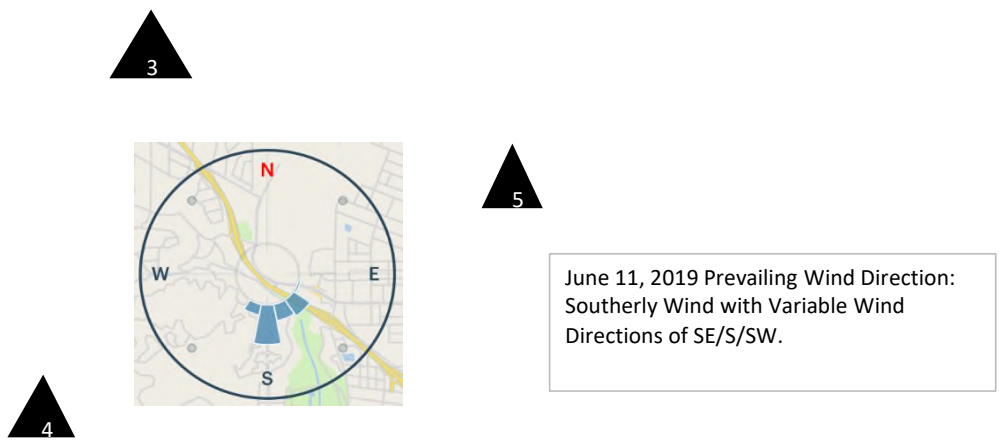 3
N
5
W
E
June 11, 2019 Prevailing Wind Direction:
Southerly Wind with Variable Wind
Directions of SE/S/SW.
S
4